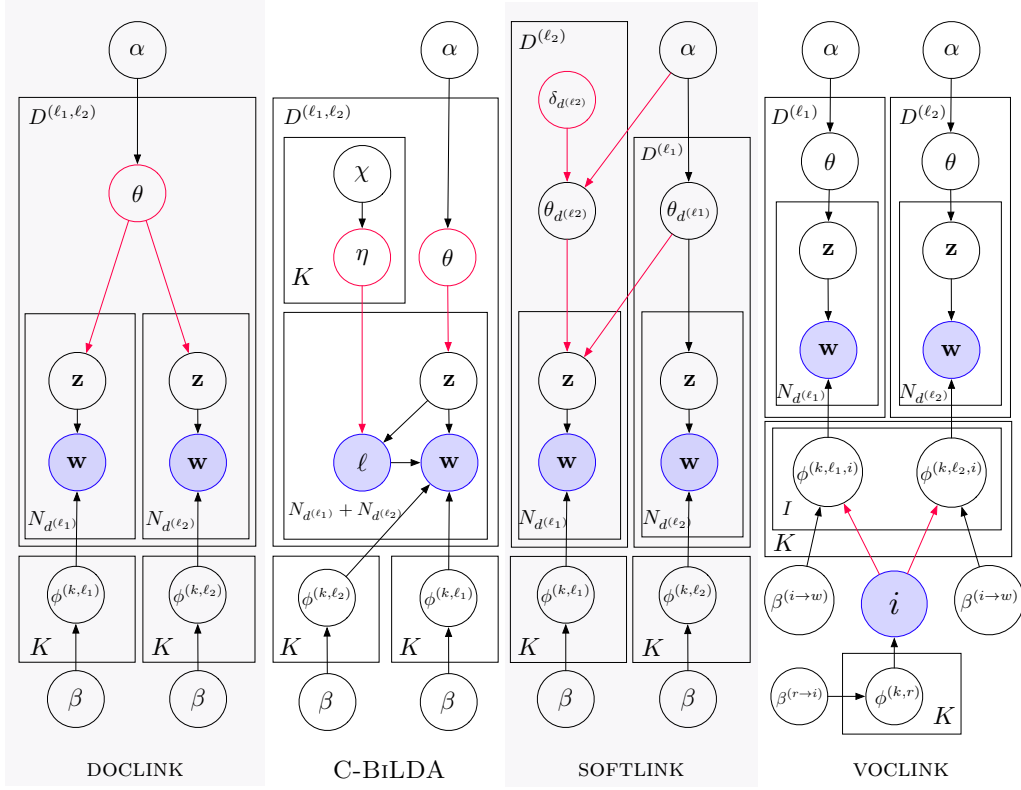 α
D^(ℓ₁,ℓ₂)
θ
z
z
w
w
N_d(ℓ₁)
N_d(ℓ₂)
ϕ^(k,ℓ₁)
ϕ^(k,ℓ₂)
K
K
β
β
DOCLINK
α
D^(ℓ₁,ℓ₂)
χ
η
θ
K
z
ℓ
w
N_d(ℓ₁) + N_d(ℓ₂)
ϕ^(k,ℓ₂)
ϕ^(k,ℓ₁)
K
K
β
β
C-BILDA
D^(ℓ₂)
α
δ_d(ℓ2)
D^(ℓ₁)
θ_d(ℓ2)
θ_d(ℓ1)
z
z
w
w
N_d(ℓ₁)
N_d(ℓ₂)
ϕ^(k,ℓ₁)
ϕ^(k,ℓ₂)
K
K
β
β
SOFTLINK
α
α
D^(ℓ₁)
D^(ℓ₂)
θ
θ
z
z
w
w
N_d(ℓ₁)
N_d(ℓ₂)
ϕ^(k,ℓ₁,i)
ϕ^(k,ℓ₂,i)
I
K
β^(i→w)
i
β^(i→w)
β^(r→i)
ϕ^(k,r)
K
VOCLINK